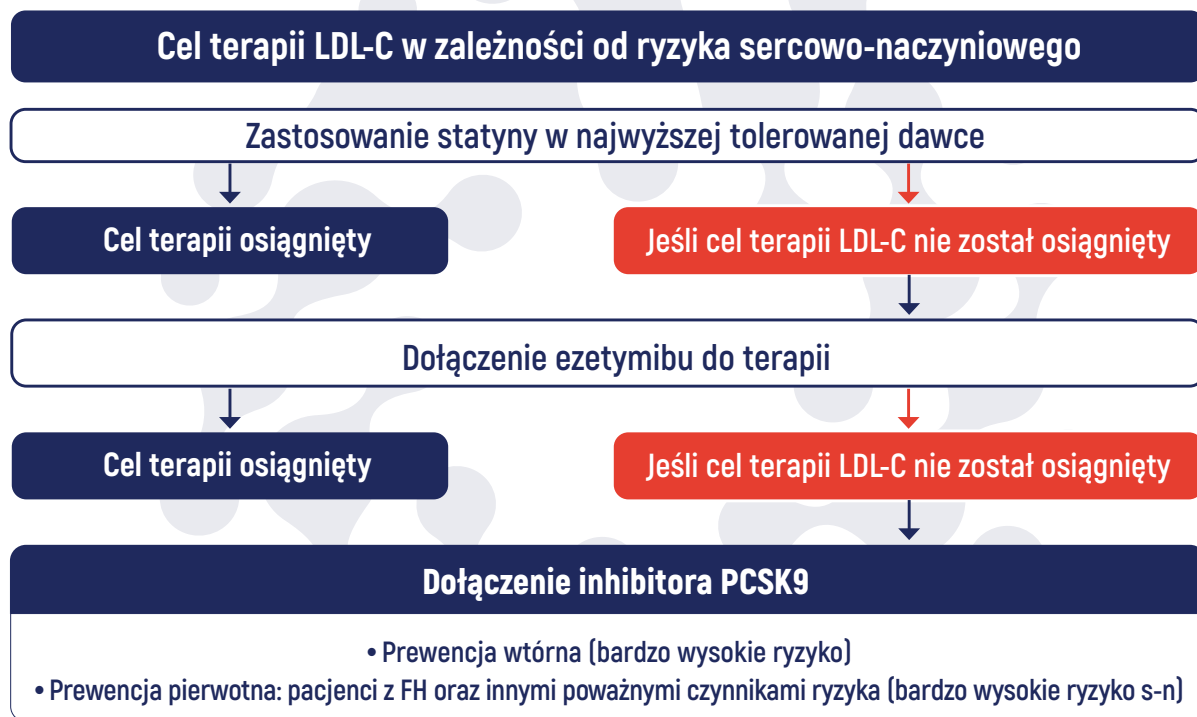 Cel terapii LDL-C w zależności od ryzyka sercowo-naczyniowego
Zastosowanie statyny w najwyższej tolerowanej dawce
Cel terapii osiągnięty
Jeśli cel terapii LDL-C nie został osiągnięty
Dołączenie ezetymibu do terapii
Cel terapii osiągnięty
Jeśli cel terapii LDL-C nie został osiągnięty
Dołączenie inhibitora PCSK9
• Prewencja wtórna (bardzo wysokie ryzyko)
• Prewencja pierwotna: pacjenci z FH oraz innymi poważnymi czynnikami ryzyka (bardzo wysokie ryzyko s-n)